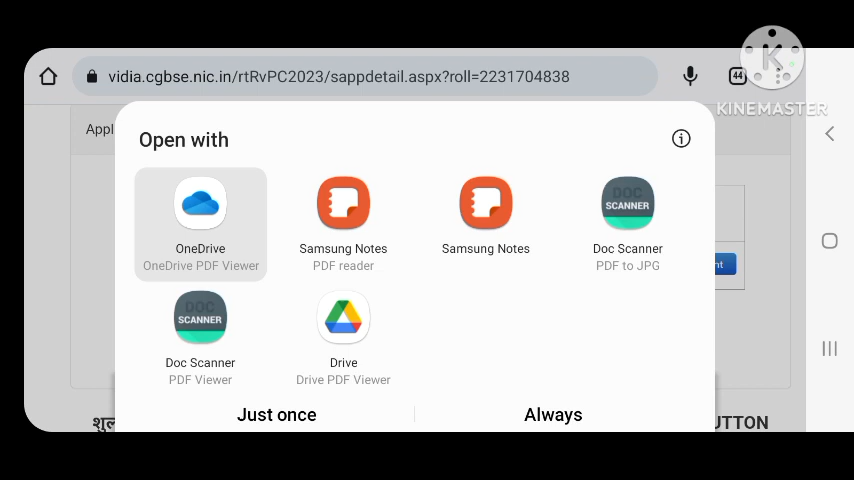 vidia.cgbse.nic.in/rtRvPC2023/sappdetail.aspx?roll=2231704838
44
KINEMASTER
Appl
Open with
OneDrive
OneDrive PDF Viewer
Samsung Notes
PDF reader
Samsung Notes
DOC SCANNER
Doc Scanner
PDF to JPG
nt
DOC SCANNER
Doc Scanner
PDF Viewer
Drive
Drive PDF Viewer
Just once
Always
शुल
UTTON